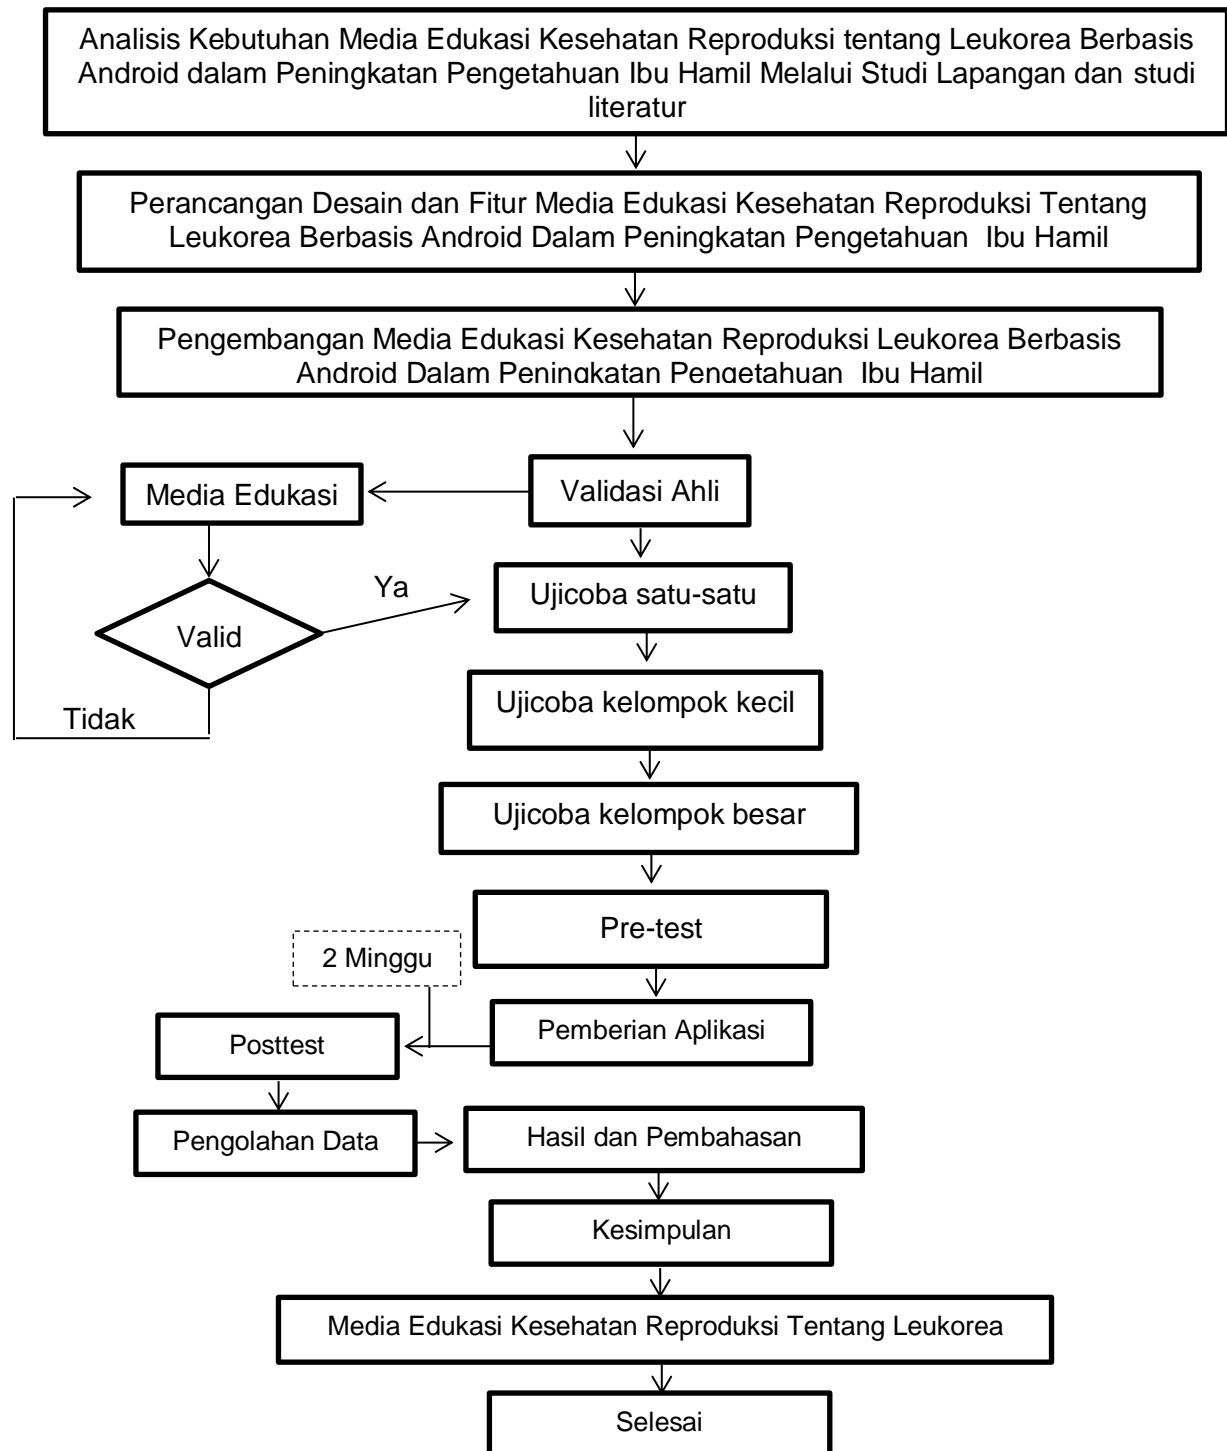 Analisis Kebutuhan Media Edukasi Kesehatan Reproduksi tentang Leukorea Berbasis
Android dalam Peningkatan Pengetahuan Ibu Hamil Melalui Studi Lapangan dan studi
literatur
Perancangan Desain dan Fitur Media Edukasi Kesehatan Reproduksi Tentang
Leukorea Berbasis Android Dalam Peningkatan Pengetahuan Ibu Hamil
Pengembangan Media Edukasi Kesehatan Reproduksi Leukorea Berbasis
Android Dalam Peningkatan Pengetahuan Ibu Hamil
Validasi Ahli
Media Edukasi
Valid
Ya
Tidak
Ujicoba satu-satu
Ujicoba kelompok kecil
Ujicoba kelompok besar
Pre-test
2 Minggu
Pemberian Aplikasi
Posttest
Pengolahan Data
Hasil dan Pembahasan
Kesimpulan
Media Edukasi Kesehatan Reproduksi Tentang Leukorea
Selesai